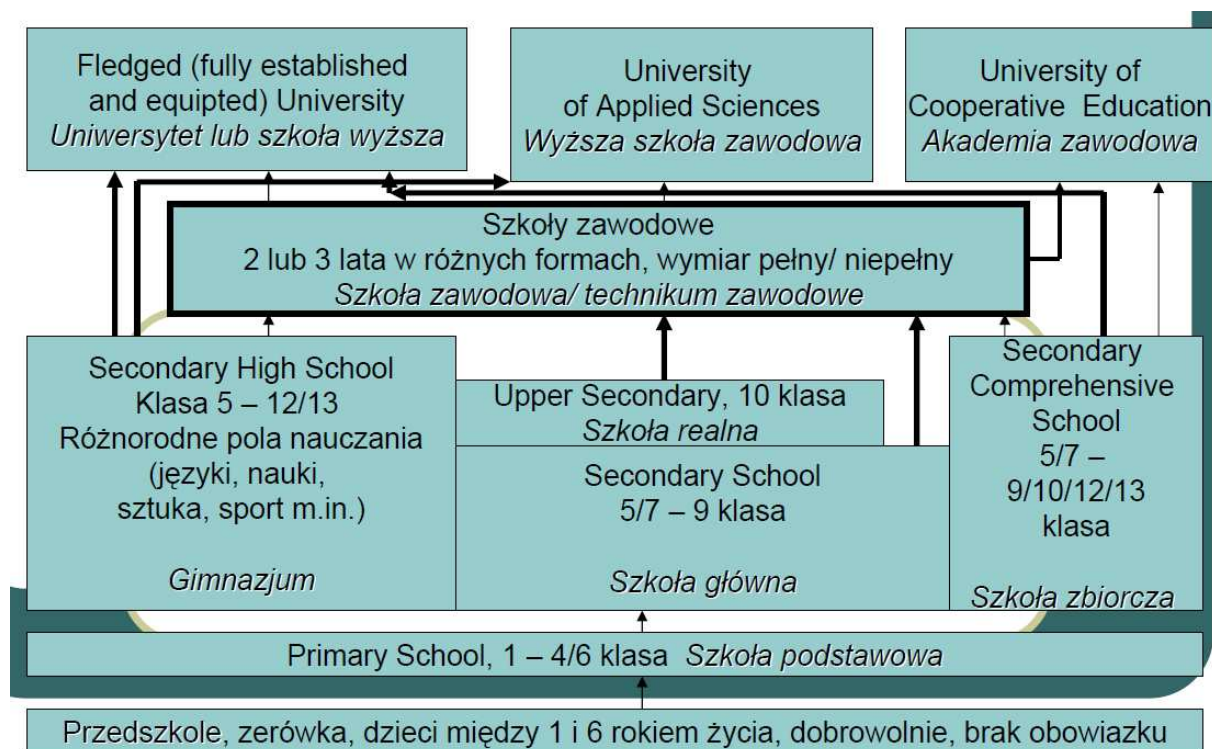 Fledged (fully established
and equipted) University
Uniwersytet lub szkoła wyższa
University
of Applied Sciences
Wyższa szkoła zawodowa
University of
Cooperative Education
Akademia zawodowa
Szkoły zawodowe
2 lub 3 lata w różnych formach, wymiar pełny/ niepełny
Szkoła zawodowa/ technikum zawodowe
Secondary High School
Klasa 5 – 12/13
Różnorodne pola nauczania
(języki, nauki,
sztuka, sport m.in.)
Gimnazjum
Upper Secondary, 10 klasa
Szkoła realna
Secondary School
5/7 – 9 klasa
Szkoła główna
Secondary
Comprehensive
School
5/7 –
9/10/12/13
klasa
Szkoła zbiorcza
Primary School, 1 – 4/6 klasa Szkoła podstawowa
Przedszkole, zerówka, dzieci między 1 i 6 rokiem życia, dobrowolnie, brak obowiazku